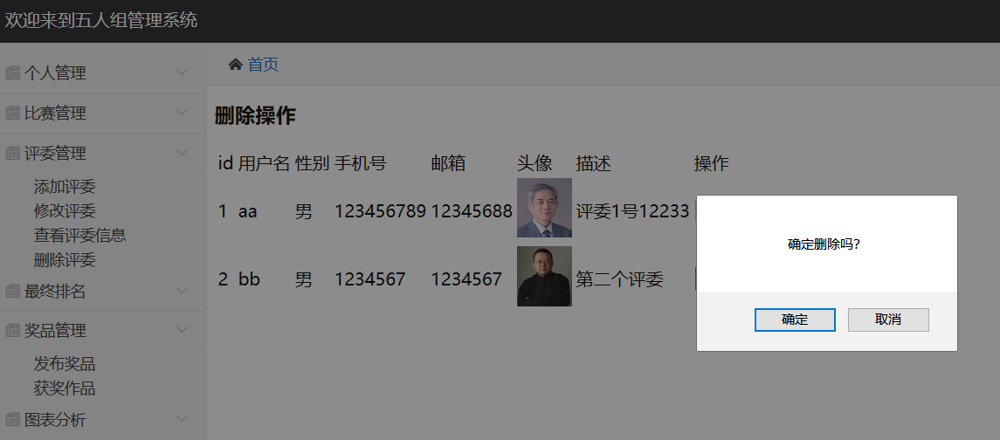 欢迎来到五人组管理系统
首页
个人管理
比赛管理
评委管理
添加评委
修改评委
查看评委信息
删除评委
最终排名
奖品管理
发布奖品
获奖作品
图表分析
删除操作
id 用户名 性别 手机号 邮箱 头像 描述 操作
1 aa 男 123456789 12345688 评委1号12233
2 bb 男 1234567 1234567 第二个评委
确定删除吗?
确定 取消